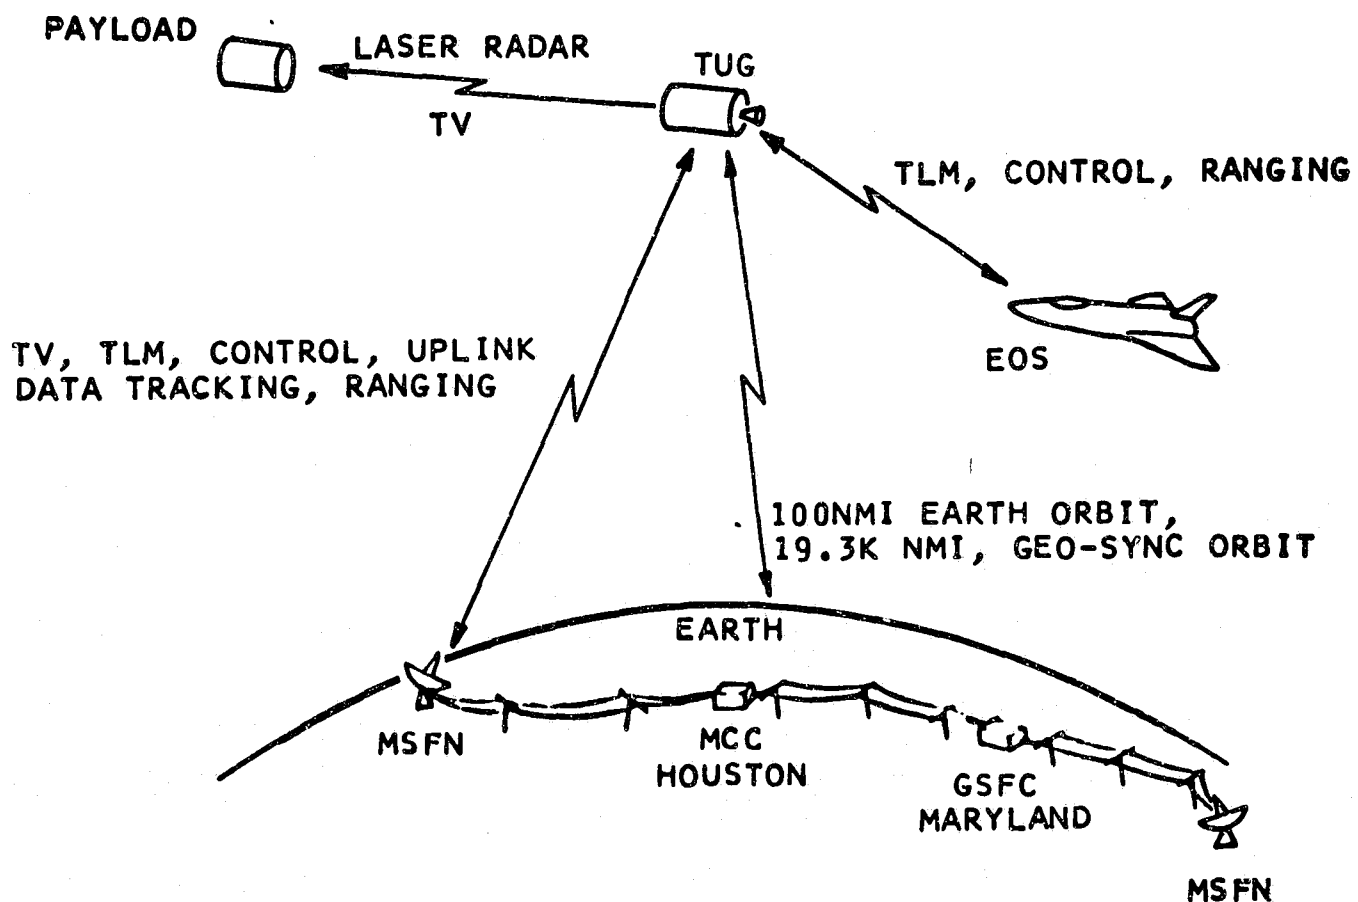 PAYLOAD
LASER RADAR
TV
TUG
TLM, CONTROL, RANGING
EOS
TV, TLM, CONTROL, UPLINK
DATA TRACKING, RANGING
100NMI EARTH ORBIT,
19.3K NMI, GEO-SYNC ORBIT
EARTH
MSFN
MCC
HOUSTON
GSFC
MARYLAND
MSFN